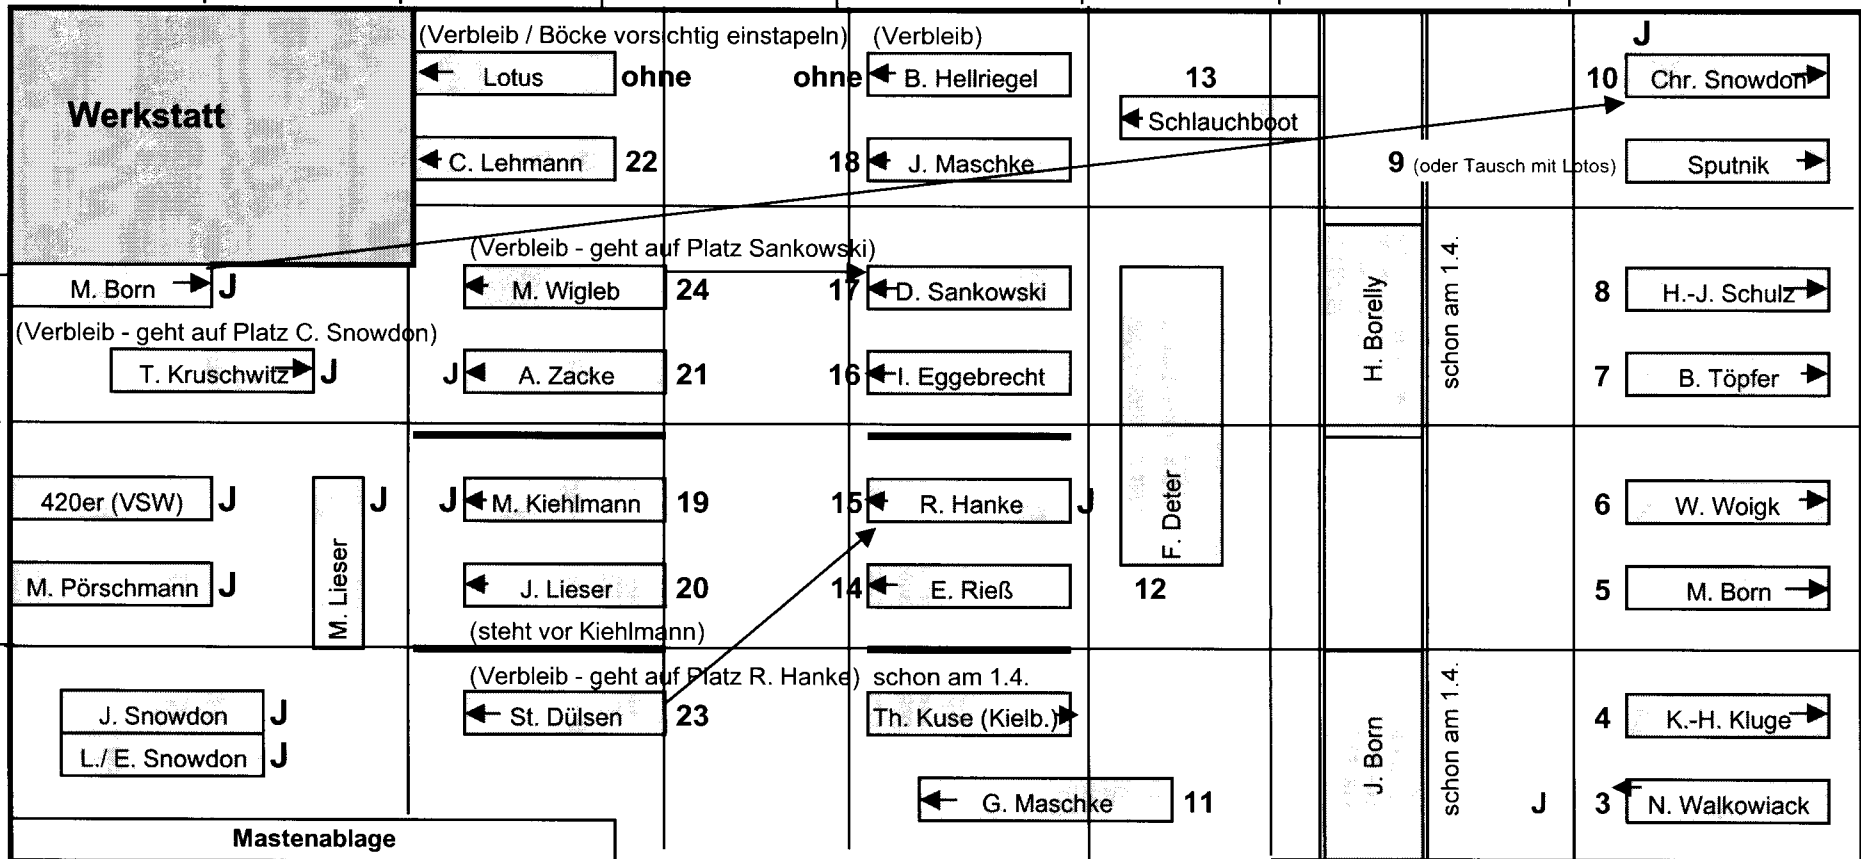 (Verbleib / Böcke vorsichtig einstapeln) (Verbleib) J
Werkstatt
Lotus ohne ohne B. Hellriegel 13 10 Chr. Snowdon
Schlauchboot
C. Lehmann 22 18 J. Maschke 9 (oder Tausch mit Lotos) Sputnik
(Verbleib - geht auf Platz Sankowski)
M. Born J M. Wigleb 24 17 D. Sankowski H. Borelly schon am 1.4. 8 H.-J. Schulz
(Verbleib - geht auf Platz C. Snowdon)
T. Kruschwitz J J A. Zacke 21 16 I. Eggebrecht 7 B. Töpfer
420er (VSW) J M. Lieser J J M. Kiehlmann 19 15 R. Hanke J F. Deter 6 W. Woigk
M. Pörschmann J J. Lieser 20 14 E. Rieß 12 5 M. Born
(steht vor Kiehlmann)
(Verbleib - geht auf Platz R. Hanke) schon am 1.4.
J. Snowdon J St. Dülsen 23 Th. Kuse (Kielb.) J. Born schon am 1.4. 4 K.-H. Kluge
L./ E. Snowdon J
G. Maschke 11 J 3 N. Walkowiack
Mastenablage